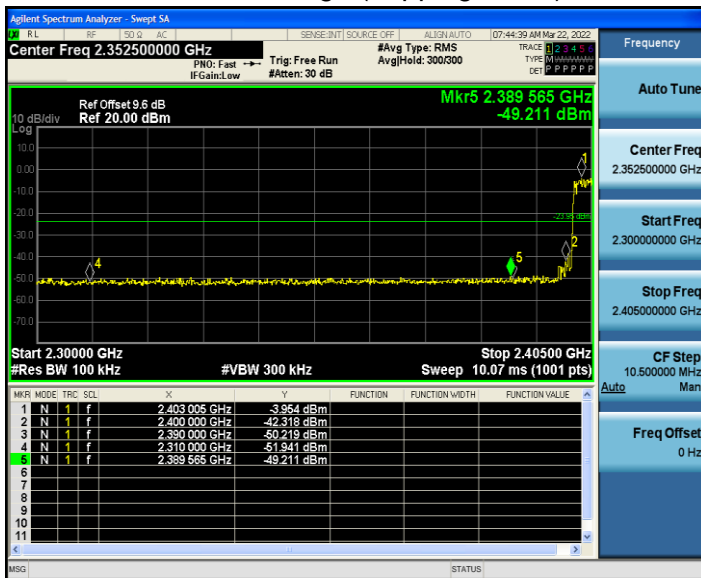 Agilent Spectrum Analyzer - Swept SA
RL RF 50 Ω AC SENSE:INT SOURCE OFF ALIGN AUTO 07:44:39 AM Mar 22, 2022
Center Freq 2.352500000 GHz
PNO: Fast
IFGain:Low
Trig: Free Run
#Atten: 30 dB
#Avg Type: RMS
Avg|Hold: 300/300
TRACE 1 2 3 4 5 6
TYPE M
DET P P P P P P
Mkr5 2.389 565 GHz
-49.211 dBm
Ref Offset 9.6 dB
10 dB/div Ref 20.00 dBm
Log
10.0
0.00
-10.0
-20.0
-30.0
-40.0
-50.0
-60.0
-70.0
1
2
4
5
Start 2.30000 GHz Stop 2.40500 GHz
#Res BW 100 kHz #VBW 300 kHz Sweep 10.07 ms (1001 pts)
MKR MODE TRC SCL X Y FUNCTION FUNCTION WIDTH FUNCTION VALUE
1 N 1 f 2.403 005 GHz -3.954 dBm
2 N 1 f 2.400 000 GHz -42.318 dBm
3 N 1 f 2.390 000 GHz -50.219 dBm
4 N 1 f 2.310 000 GHz -51.941 dBm
5 N 1 f 2.389 565 GHz -49.211 dBm
6
7
8
9
10
11
MSG STATUS
Frequency
Auto Tune
Center Freq
2.352500000 GHz
Start Freq
2.300000000 GHz
Stop Freq
2.405000000 GHz
CF Step
10.500000 MHz
Auto Man
Freq Offset
0 Hz